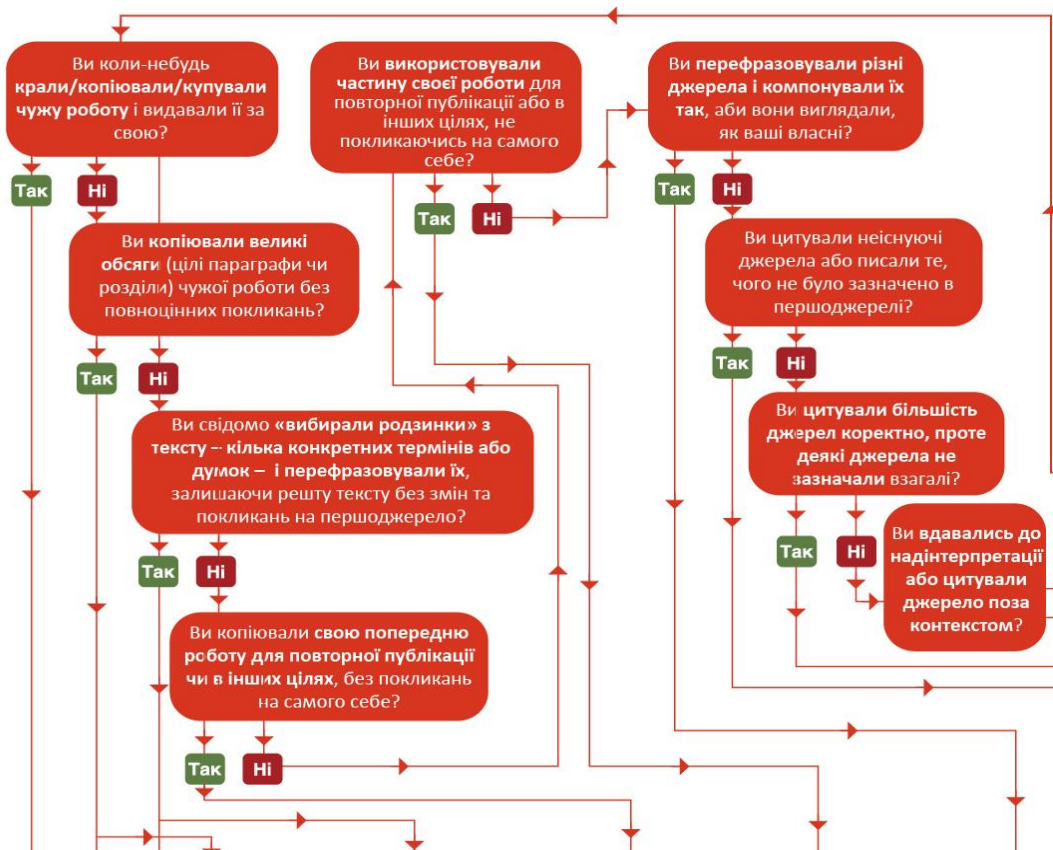 Ви коли-небудь
крали/копіювали/купували
чужу роботу і видавали її за
свою?
Так
Ні
Ви копіювали великі
обсяги (цілі параграфи чи
розділи) чужої роботи без
повноцінних покликань?
Так
Ні
Ви свідомо «вибирали родзинки» з
тексту – кілька конкретних термінів або
думок – і перефразовували їх,
залишаючи решту тексту без змін та
покликань на першоджерело?
Так
Ні
Ви копіювали свою попередню
роботу для повторної публікації
чи в інших цілях, без покликань
на самого себе?
Так
Ні
Ви використовували
частину своєї роботи для
повторної публікації або в
інших цілях, не
покликаючись на самого
себе?
Так
Ні
Ви перефразовували різні
джерела і компонували їх
так, аби вони виглядали,
як ваші власні?
Так
Ні
Ви цитували неіснуючі
джерела або писали те,
чого не було зазначено в
першоджерелі?
Так
Ні
Ви цитували більшість
джерел коректно, проте
деякі джерела не
зазначали взагалі?
Так
Ні
Ви вдавались до
надінтерпретації
або цитували
джерело поза
контекстом?